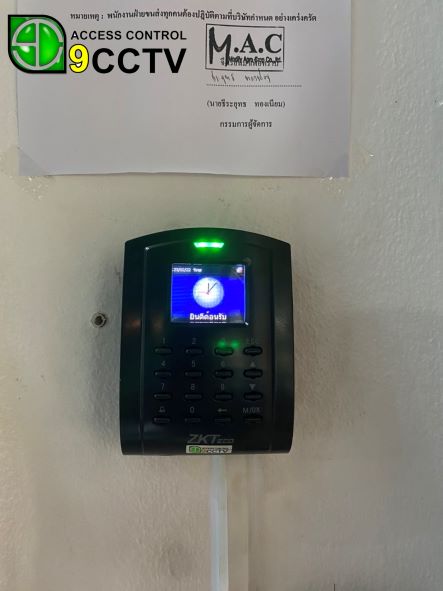 หมายเหตุ : พนักงานฝ่ายขนส่งทุกคนต้องปฏิบัติตามที่บริษัทกำหนด อย่างเคร่งครัด
ACCESS CONTROL
9CCTV
M.A.C
(นายธีระยุทธ ทองเนียม)
กรรมการผู้จัดการ
ยินดีต้อนรับ
1 2 ESC
4 5 6 ▲
7 8 9 ▼
0 ← M/OK
ZKTeco
9CCTV